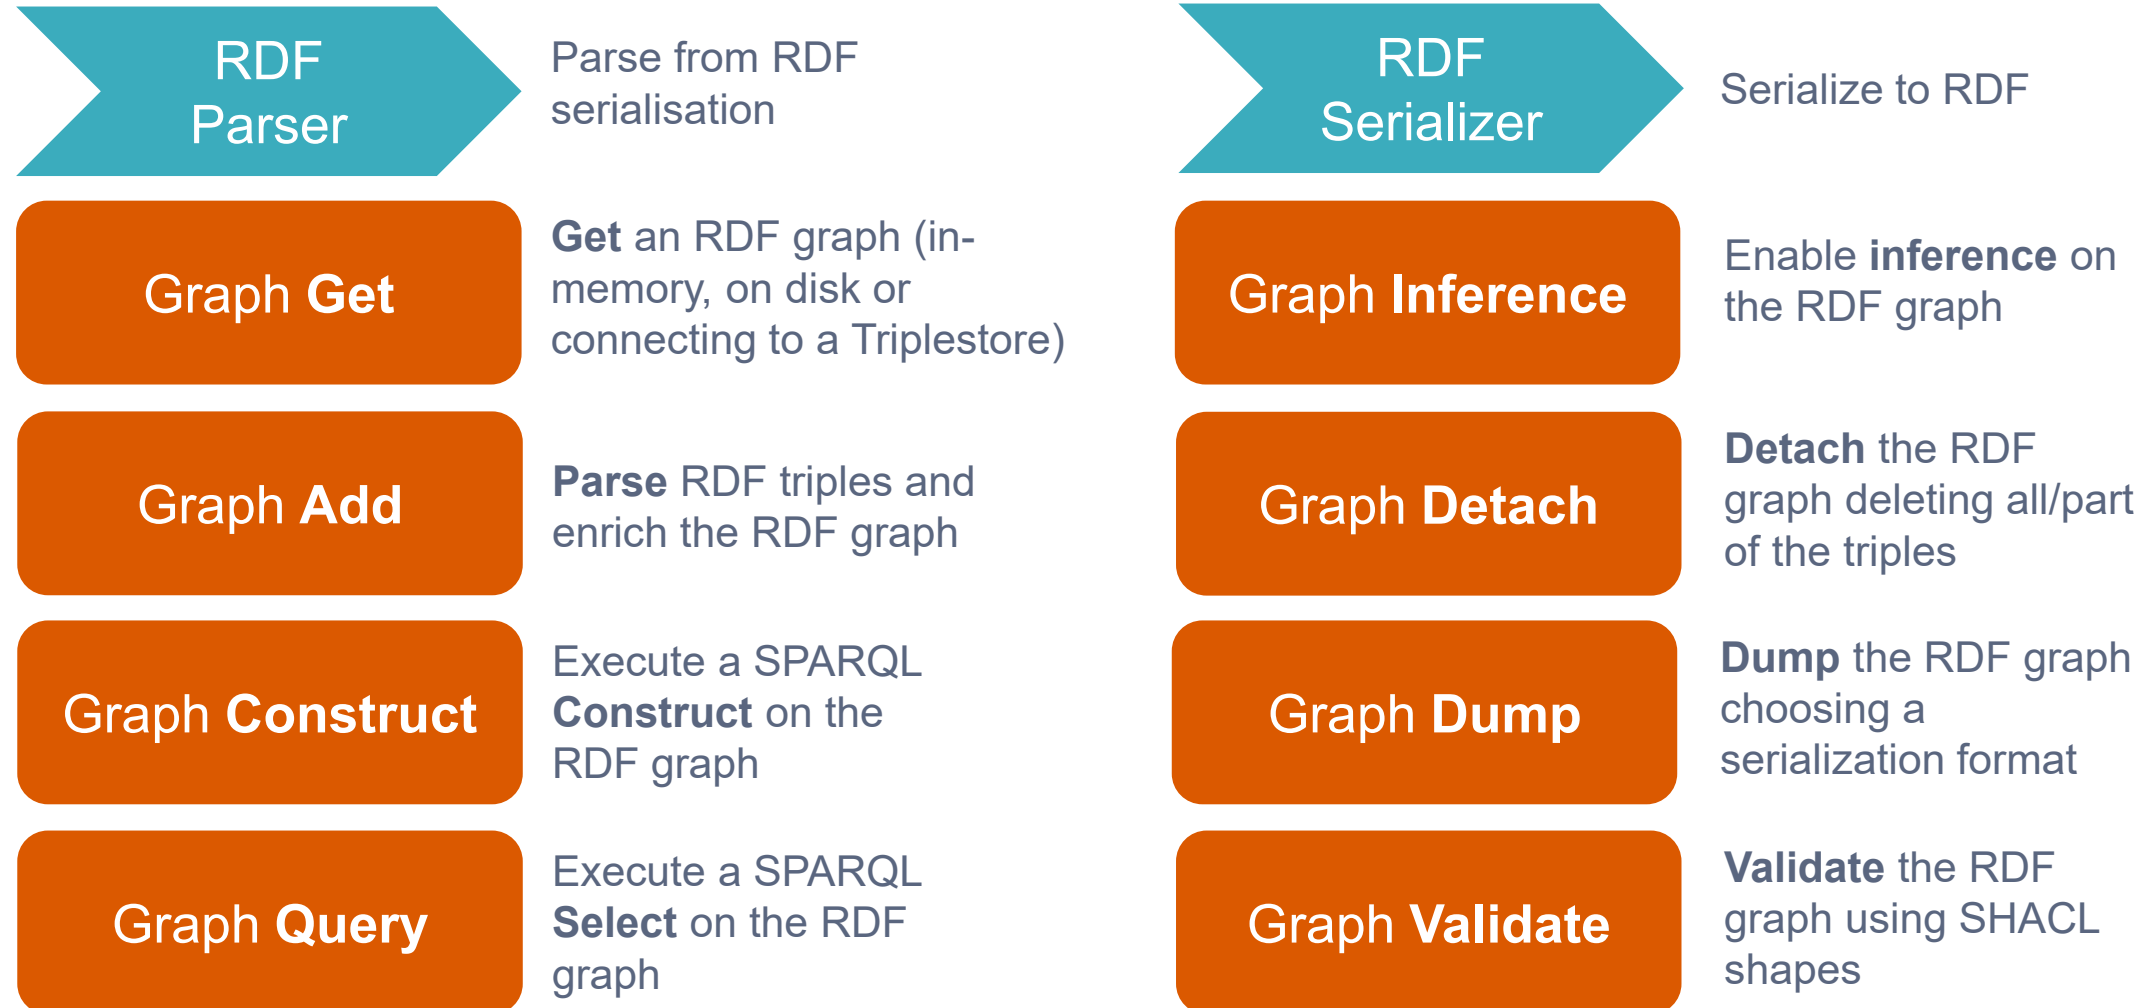 RDF
Parser
Parse from RDF
serialisation
Graph Get
Get an RDF graph (in-
memory, on disk or
connecting to a Triplestore)
Graph Add
Parse RDF triples and
enrich the RDF graph
Graph Construct
Execute a SPARQL
Construct on the
RDF graph
Graph Query
Execute a SPARQL
Select on the RDF
graph
RDF
Serializer
Serialize to RDF
Graph Inference
Enable inference on
the RDF graph
Graph Detach
Detach the RDF
graph deleting all/part
of the triples
Graph Dump
Dump the RDF graph
choosing a
serialization format
Graph Validate
Validate the RDF
graph using SHACL
shapes